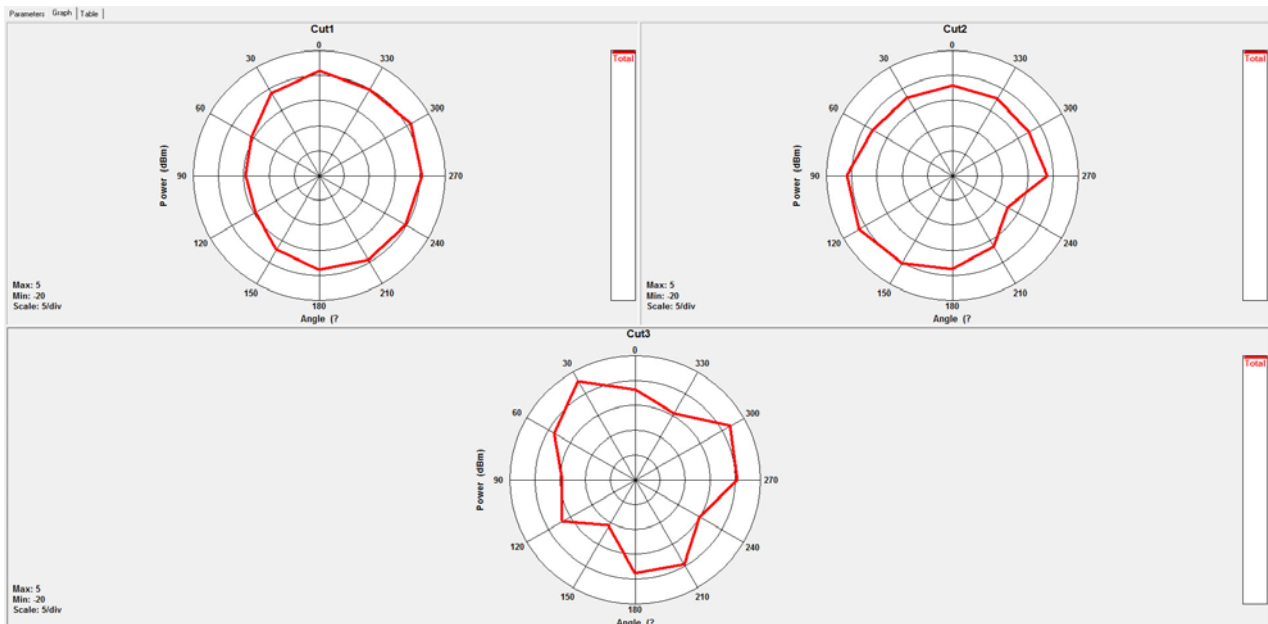 Parameters Graph Table
Cut1
Total
0
30 330
60 300
90 270
120 240
150 210
180
Power (dBm)
Angle (?
Max: 5
Min: -20
Scale: 5/div
Cut2
Total
0
30 330
60 300
90 270
120 240
150 210
180
Power (dBm)
Angle (?
Max: 5
Min: -20
Scale: 5/div
Cut3
Total
0
30 330
60 300
90 270
120 240
150 210
180
Power (dBm)
Angle (?
Max: 5
Min: -20
Scale: 5/div